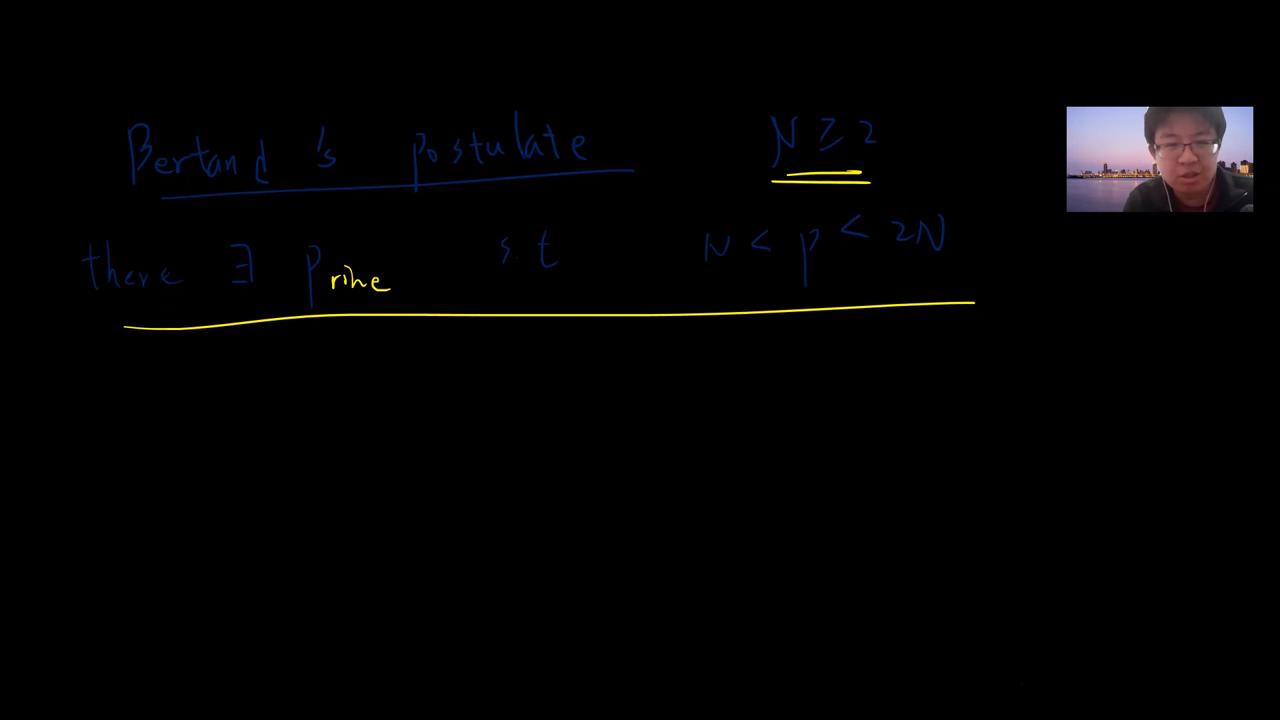 Bertand's postulate N ≥ 2
there ∃ prime s.t N < p < 2N